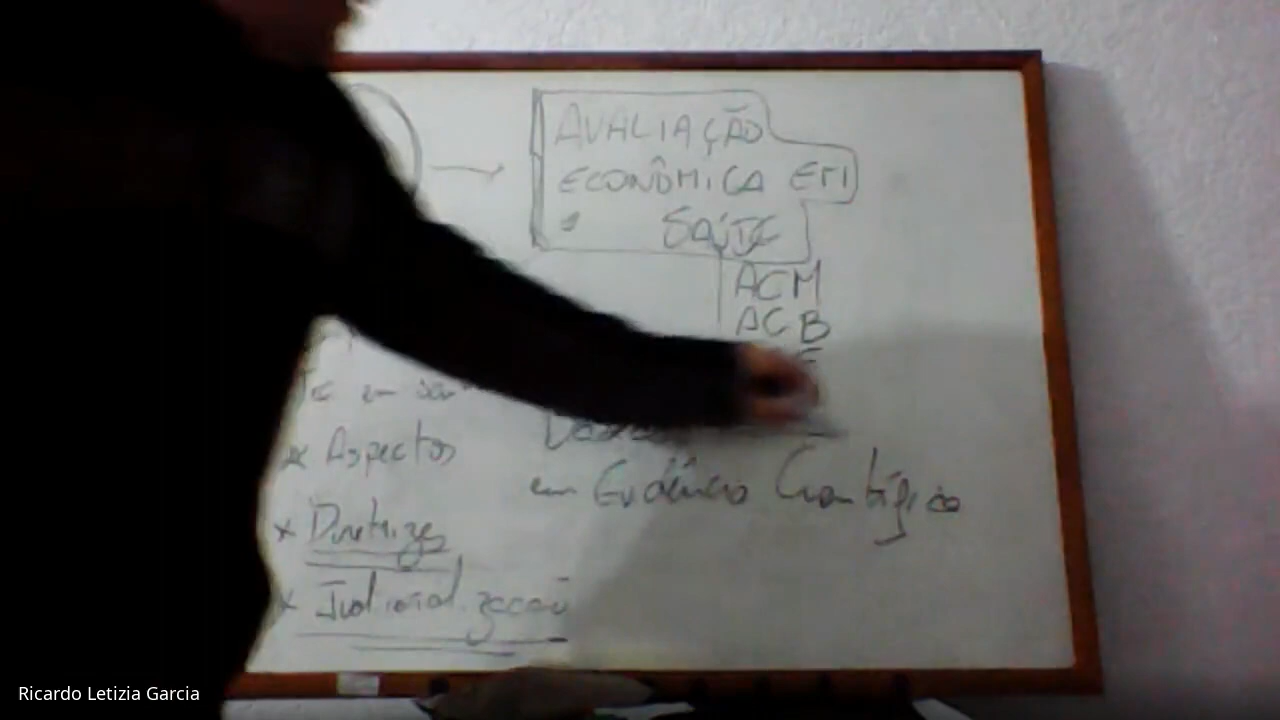 AVALIAÇÃO
ECONÔMICA EM
SAÚDE
ACM
ACB
E
* Aspectos
em Evidência Científica
* Diretrizes
* Judicialização
Ricardo Letizia Garcia